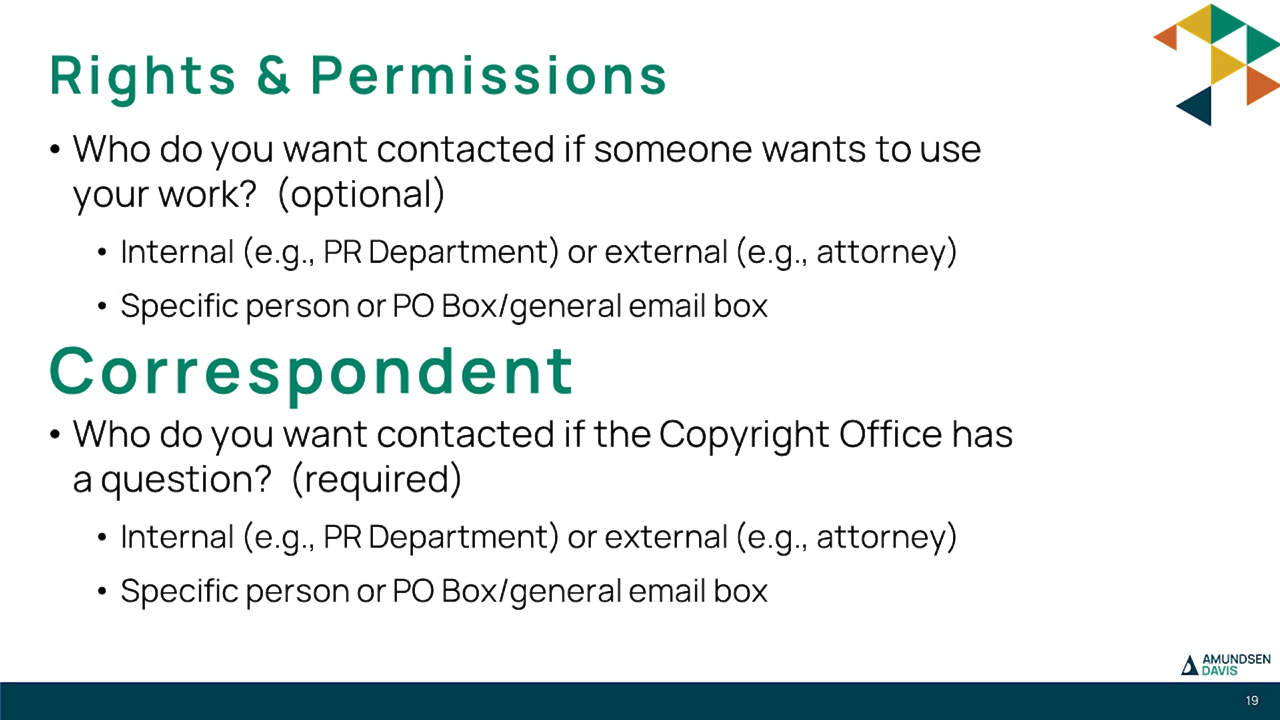 Rights & Permissions
• Who do you want contacted if someone wants to use
your work?  (optional)
• Internal (e.g., PR Department) or external (e.g., attorney)
• Specific person or PO Box/general email box
Correspondent
• Who do you want contacted if the Copyright Office has
a question?  (required)
• Internal (e.g., PR Department) or external (e.g., attorney)
• Specific person or PO Box/general email box
AMUNDSEN
DAVIS
19